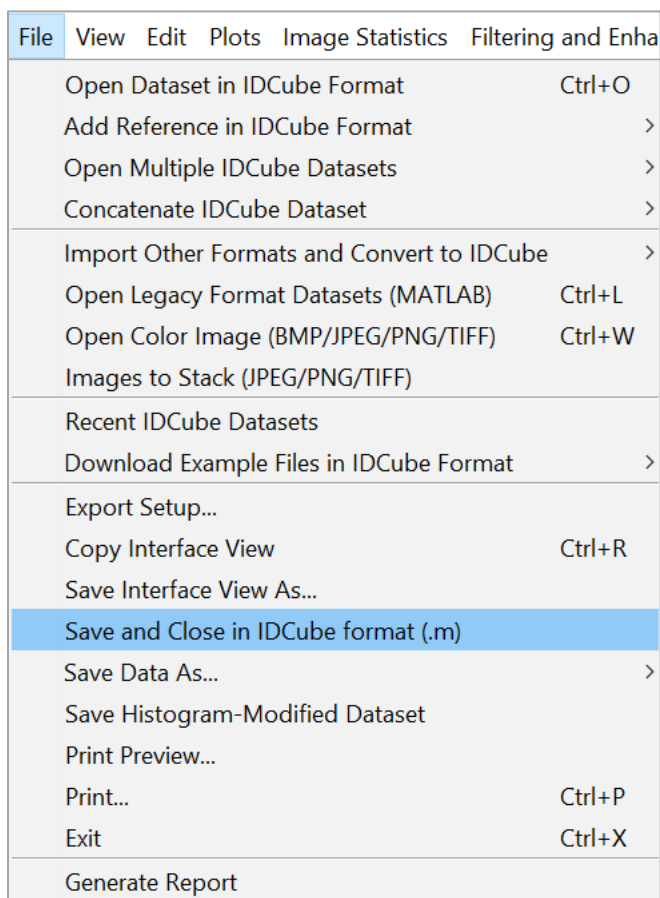 File View Edit Plots Image Statistics Filtering and Enha
Open Dataset in IDCube Format Ctrl+O
Add Reference in IDCube Format >
Open Multiple IDCube Datasets >
Concatenate IDCube Dataset >
Import Other Formats and Convert to IDCube >
Open Legacy Format Datasets (MATLAB) Ctrl+L
Open Color Image (BMP/JPEG/PNG/TIFF) Ctrl+W
Images to Stack (JPEG/PNG/TIFF)
Recent IDCube Datasets
Download Example Files in IDCube Format >
Export Setup...
Copy Interface View Ctrl+R
Save Interface View As...
Save and Close in IDCube format (.m)
Save Data As... >
Save Histogram-Modified Dataset
Print Preview...
Print... Ctrl+P
Exit Ctrl+X
Generate Report